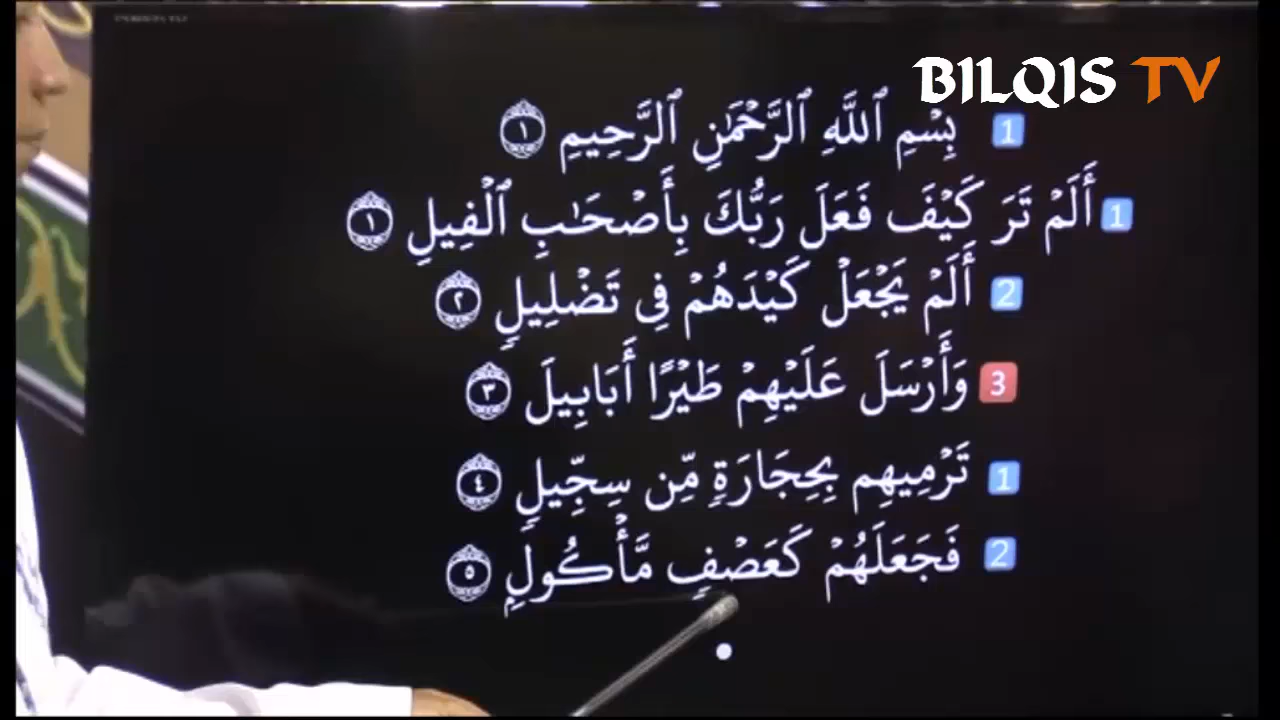 BILQIS TV
1 بِسْمِ ٱللَّهِ ٱلرَّحْمَٰنِ ٱلرَّحِيمِ ١
1 أَلَمْ تَرَ كَيْفَ فَعَلَ رَبُّكَ بِأَصْحَٰبِ ٱلْفِيلِ ١
2 أَلَمْ يَجْعَلْ كَيْدَهُمْ فِى تَضْلِيلٍ ٢
3 وَأَرْسَلَ عَلَيْهِمْ طَيْرًا أَبَابِيلَ ٣
1 تَرْمِيهِم بِحِجَارَةٍ مِّن سِجِّيلٍ ٤
2 فَجَعَلَهُمْ كَعَصْفٍ مَّأْكُولٍ ٥